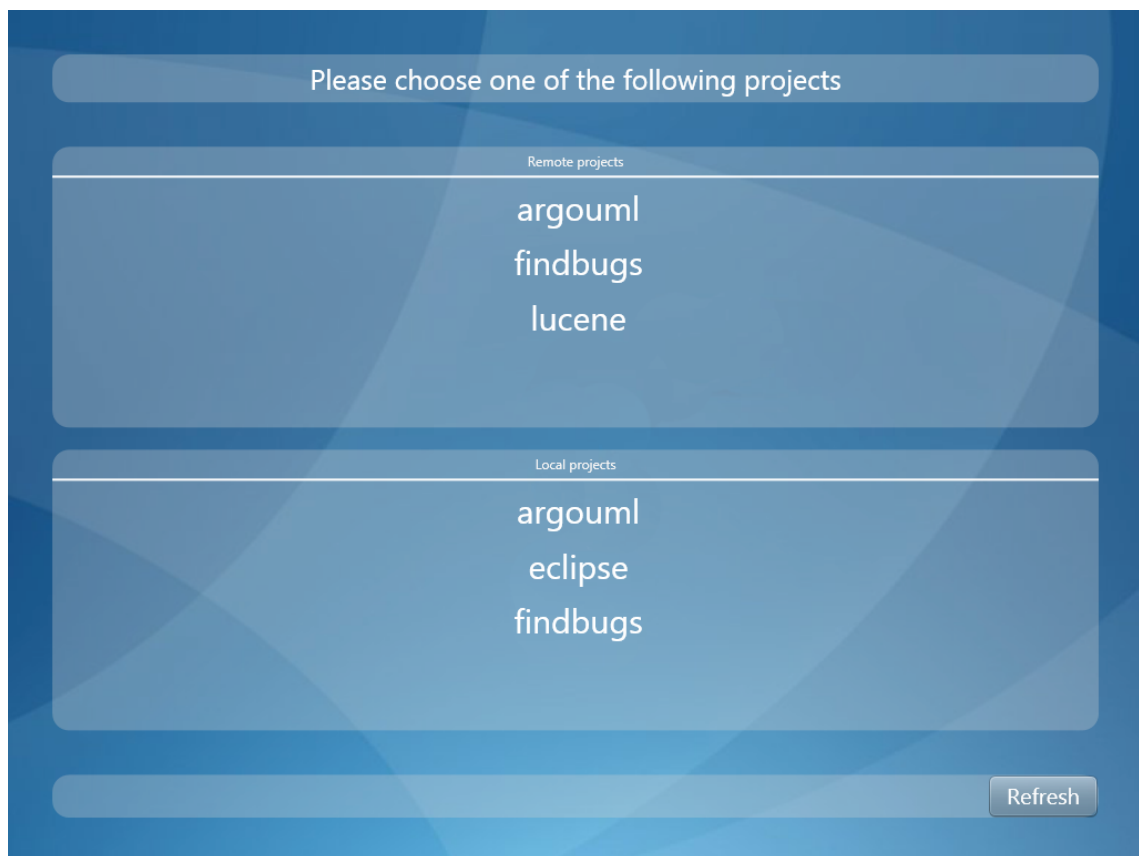 Please choose one of the following projects
Remote projects
argouml
findbugs
lucene
Local projects
argouml
eclipse
findbugs
Refresh